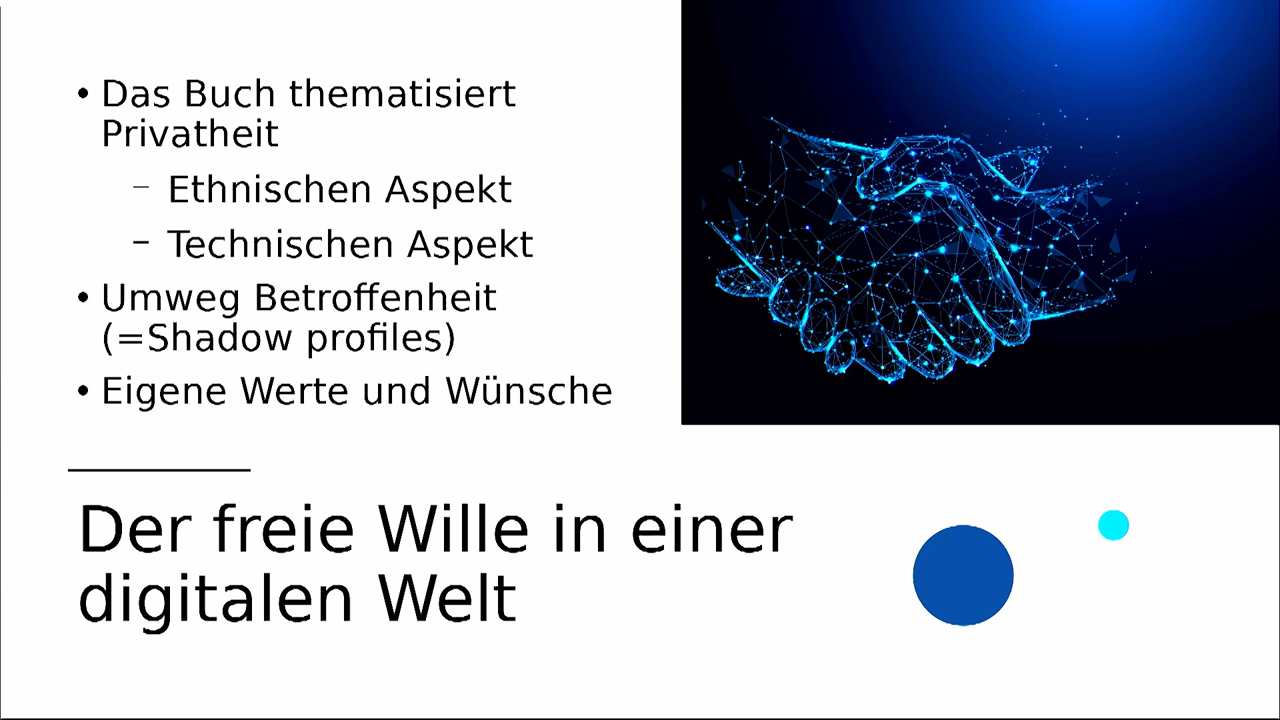 • Das Buch thematisiert
Privatheit
– Ethnischen Aspekt
– Technischen Aspekt
• Umweg Betroffenheit
(=Shadow profiles)
• Eigene Werte und Wünsche
Der freie Wille in einer
digitalen Welt